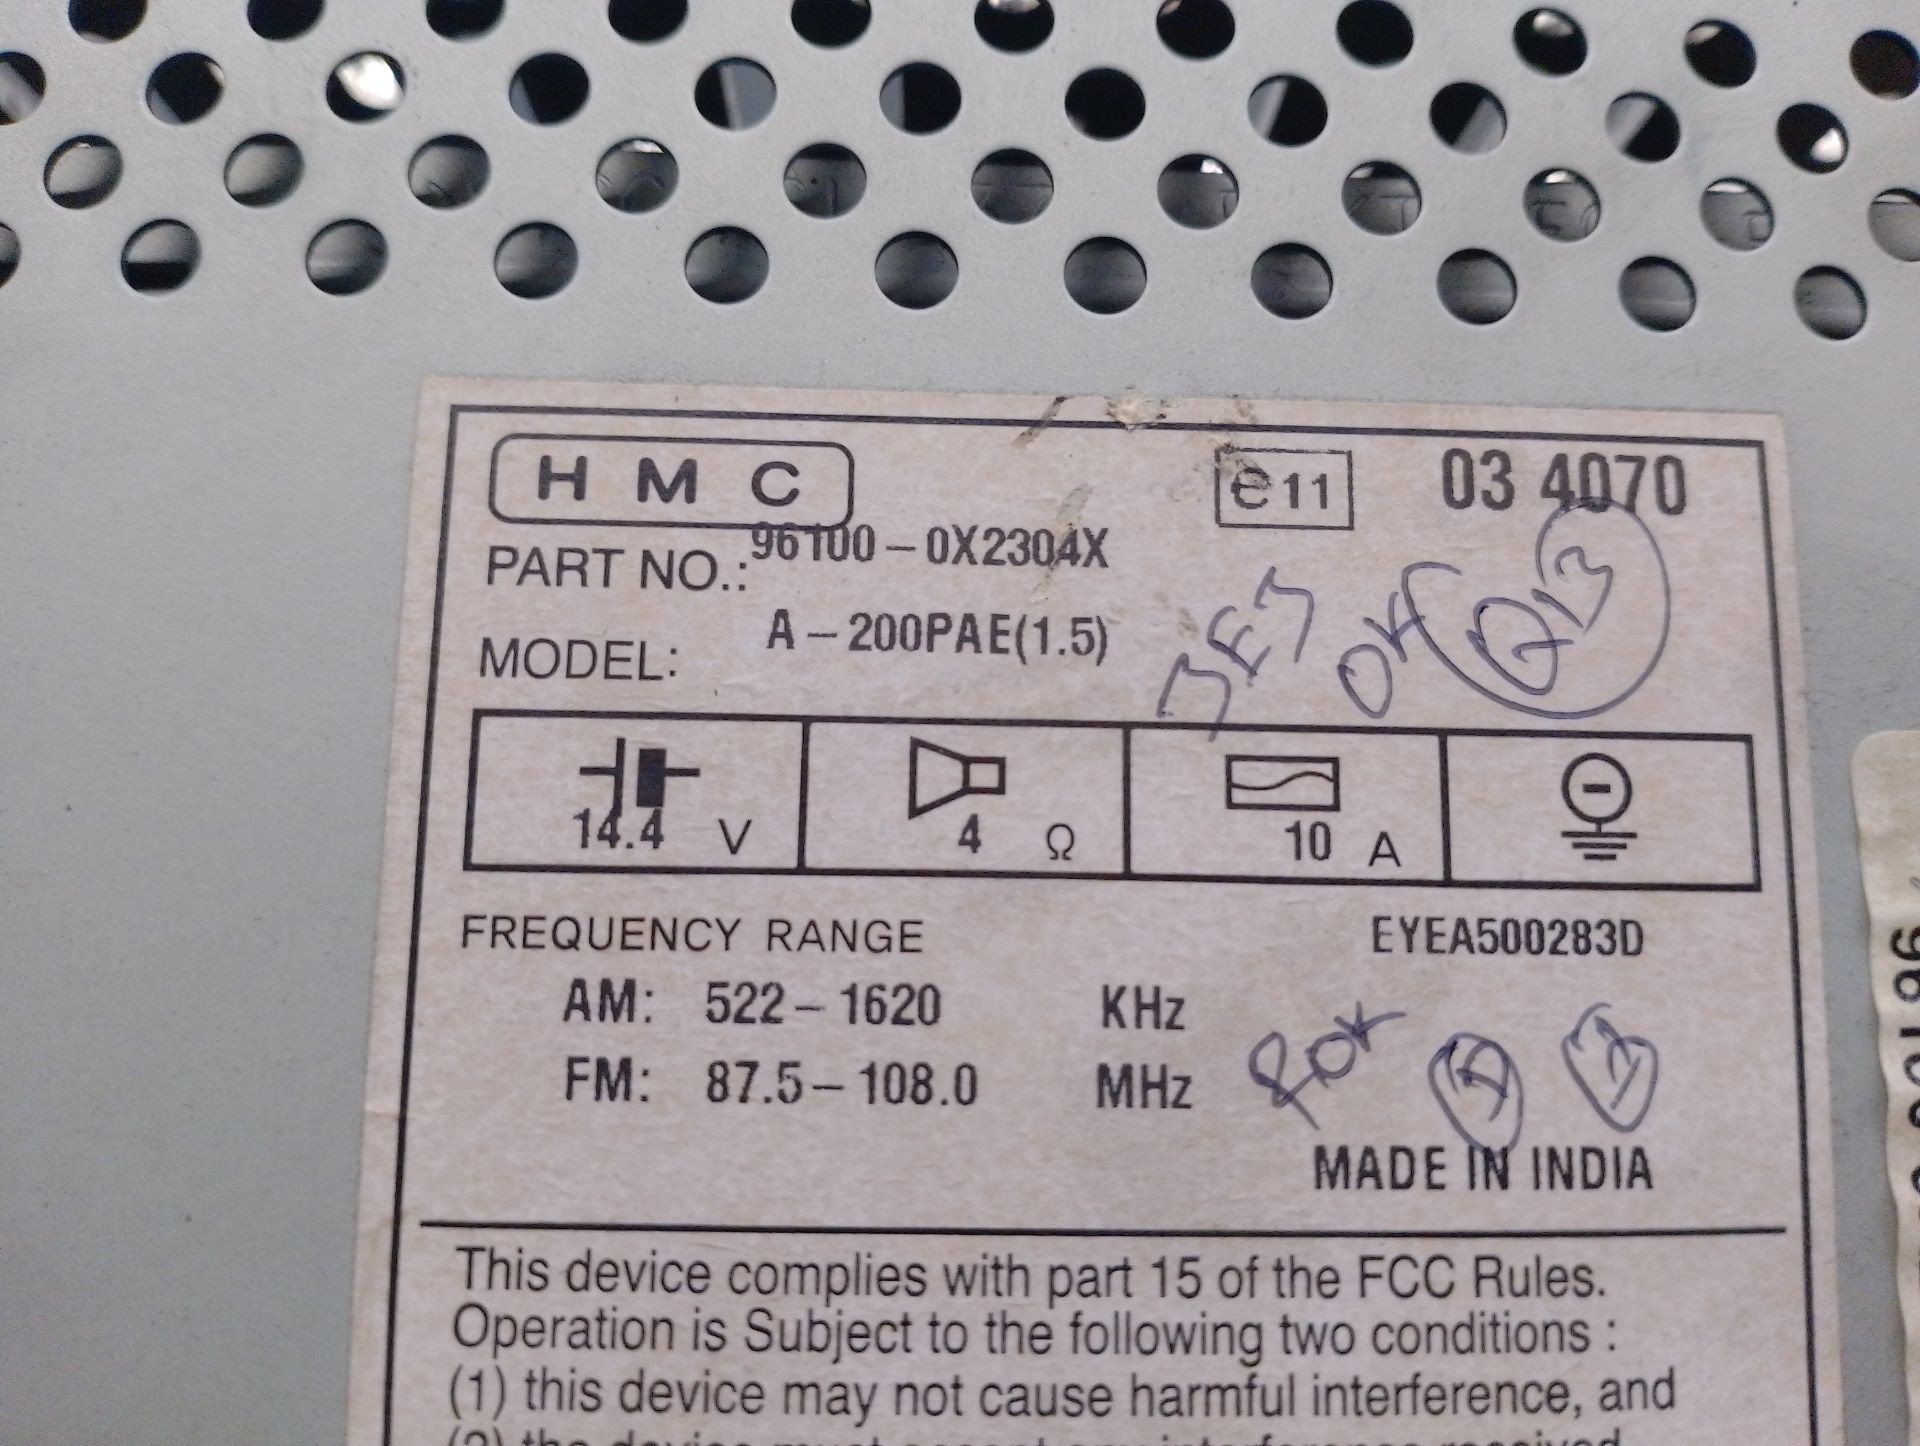 H M C
e11
03 4070
PART NO.: 96100-0X2304X
MODEL: A-200PAE(1.5)
OK
14.4 V
4 Ω
10 A
-
FREQUENCY RANGE
EYEA500283D
AM: 522-1620 KHz
FM: 87.5-108.0 MHz
MADE IN INDIA
This device complies with part 15 of the FCC Rules.
Operation is Subject to the following two conditions :
(1) this device may not cause harmful interference, and